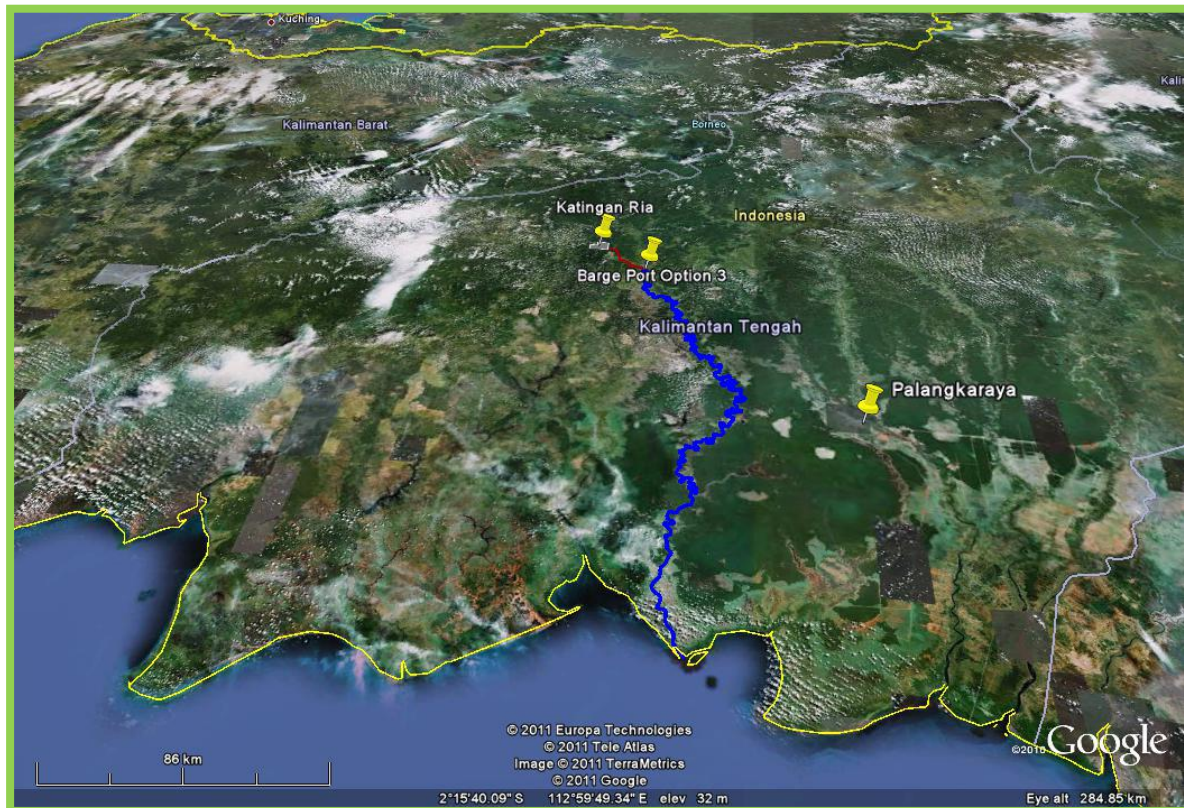 Kuching
Kalimantan Barat
Borneo
Katingan Ria
Indonesia
Barge Port Option 3
Kalimantan Tengah
Palangkaraya
© 2011 Europa Technologies
© 2011 Tele Atlas
Image © 2011 TerraMetrics
© 2011 Google
©2010 Google
86 km
2°15'40.09" S 112°59'49.34" E elev 32 m
Eye alt 284.85 km